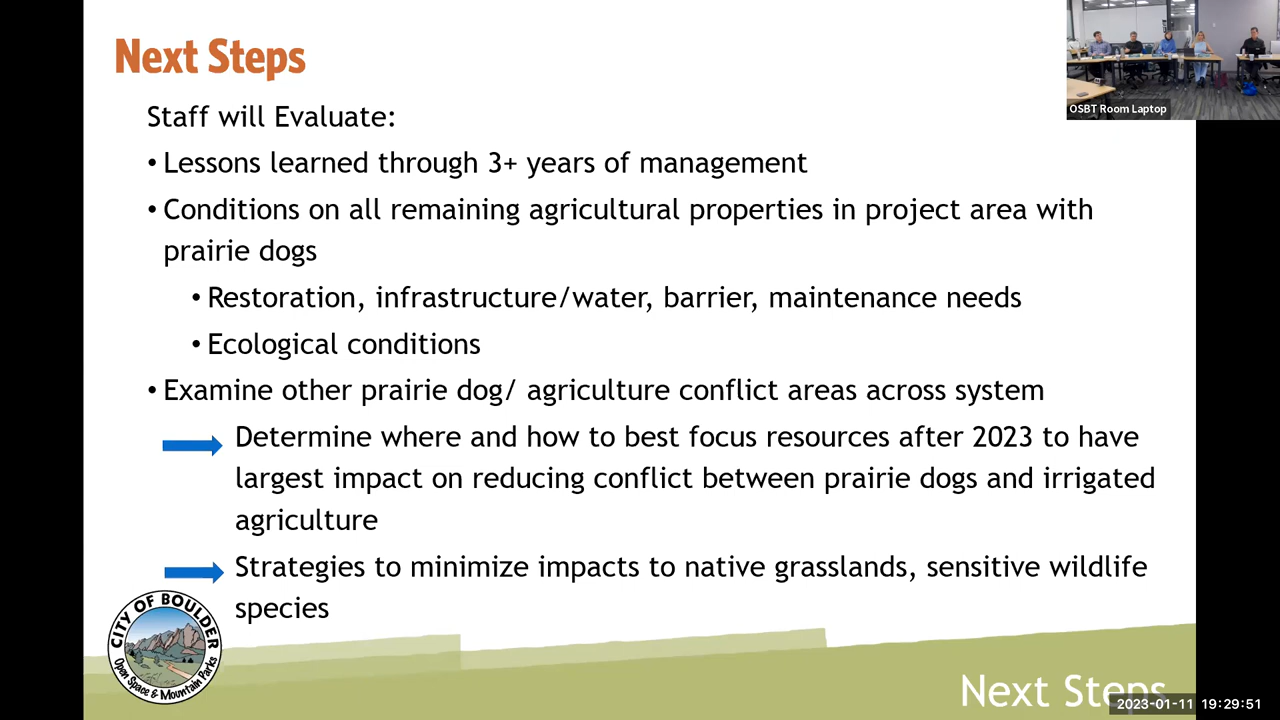 Next Steps
OSBT Room Laptop
Staff will Evaluate:
• Lessons learned through 3+ years of management
• Conditions on all remaining agricultural properties in project area with
prairie dogs
• Restoration, infrastructure/water, barrier, maintenance needs
• Ecological conditions
• Examine other prairie dog/ agriculture conflict areas across system
Determine where and how to best focus resources after 2023 to have
largest impact on reducing conflict between prairie dogs and irrigated
agriculture
Strategies to minimize impacts to native grasslands, sensitive wildlife
species
CITY OF BOULDER
Open Space & Mountain Parks
Next Steps
2023-01-11 19:29:51